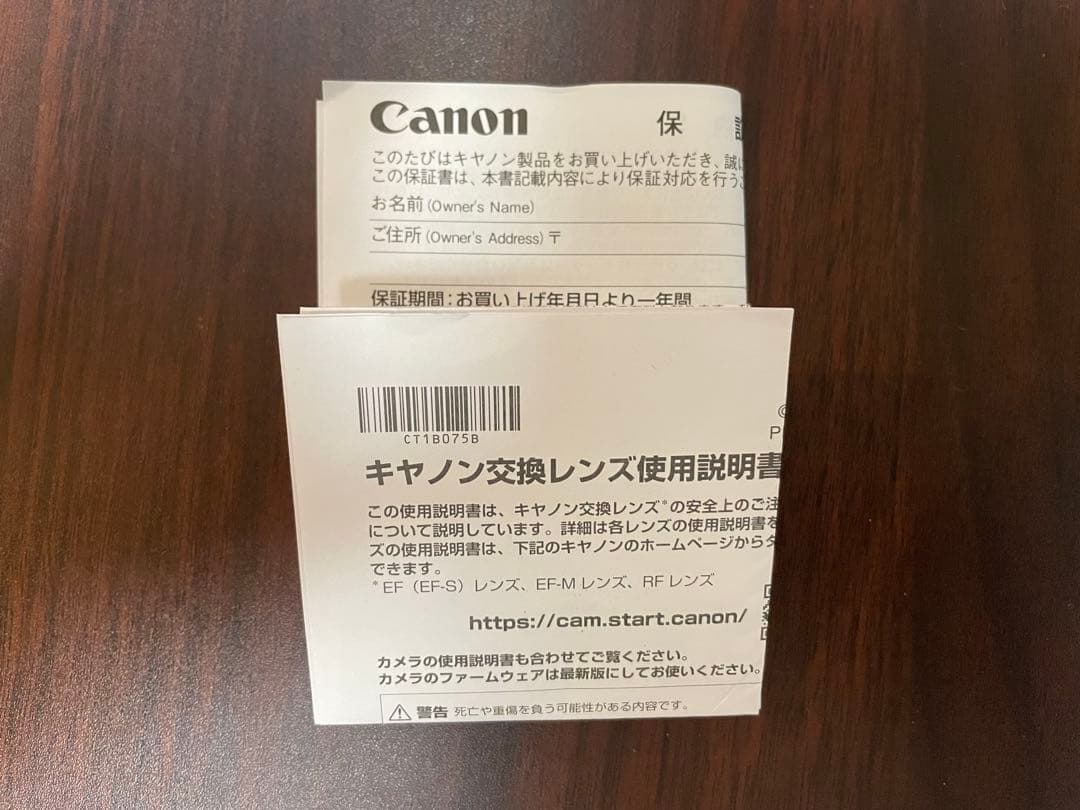 Canon
保
このたびはキヤノン製品をお買い上げいただき、誠
この保証書は、本書記載内容により保証対応を行う
お名前(Owner's Name)
ご住所(Owner's Address)〒
保証期間:お買い上げ年月日より一年間
CT1B075B
©
P
キヤノン交換レンズ使用説明書
この使用説明書は、キヤノン交換レンズ*の安全上のご注
について説明しています。詳細は各レンズの使用説明書を
ズの使用説明書は、下記のキヤノンのホームページからダ
できます。
*EF(EF-S)レンズ、EF-Mレンズ、RFレンズ
https://cam.start.canon/
カメラの使用説明書も合わせてご覧ください。
カメラのファームウェアは最新版にしてお使いください。
警告 死亡や重傷を負う可能性がある内容です。